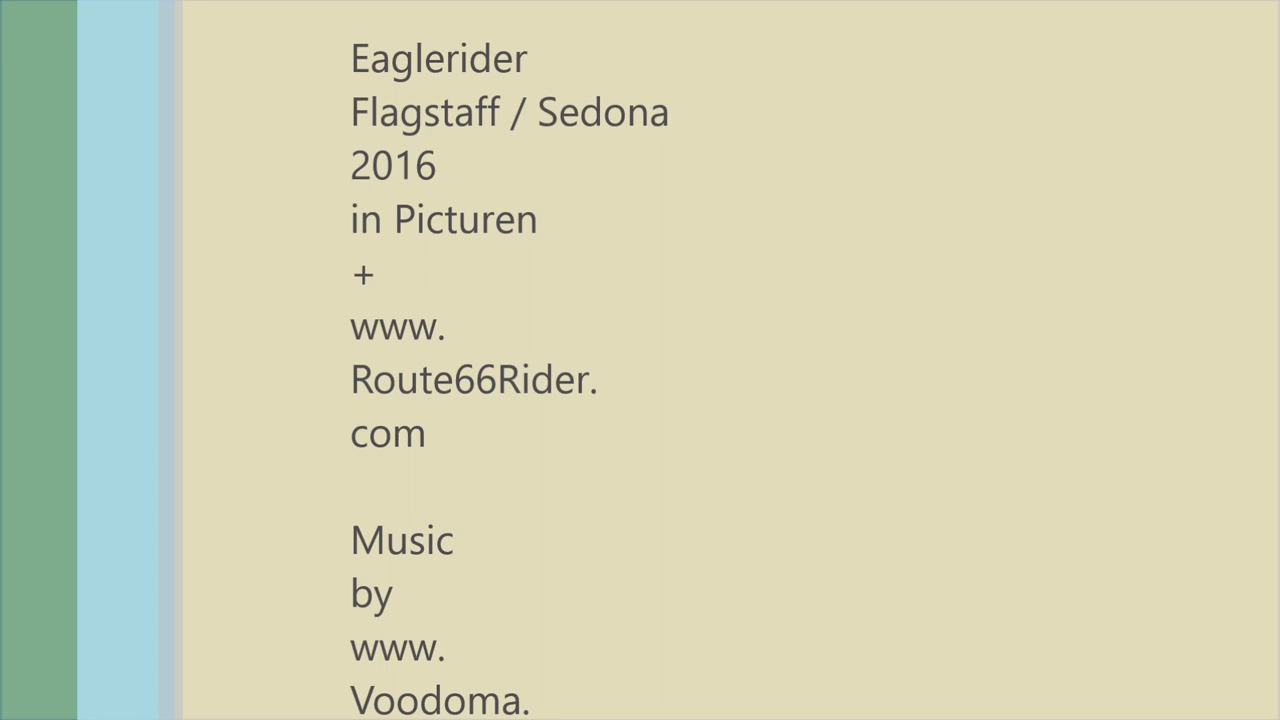 Eaglerider
Flagstaff / Sedona
2016
in Picturen
+
www.
Route66Rider.
com
Music
by
www.
Voodoma.